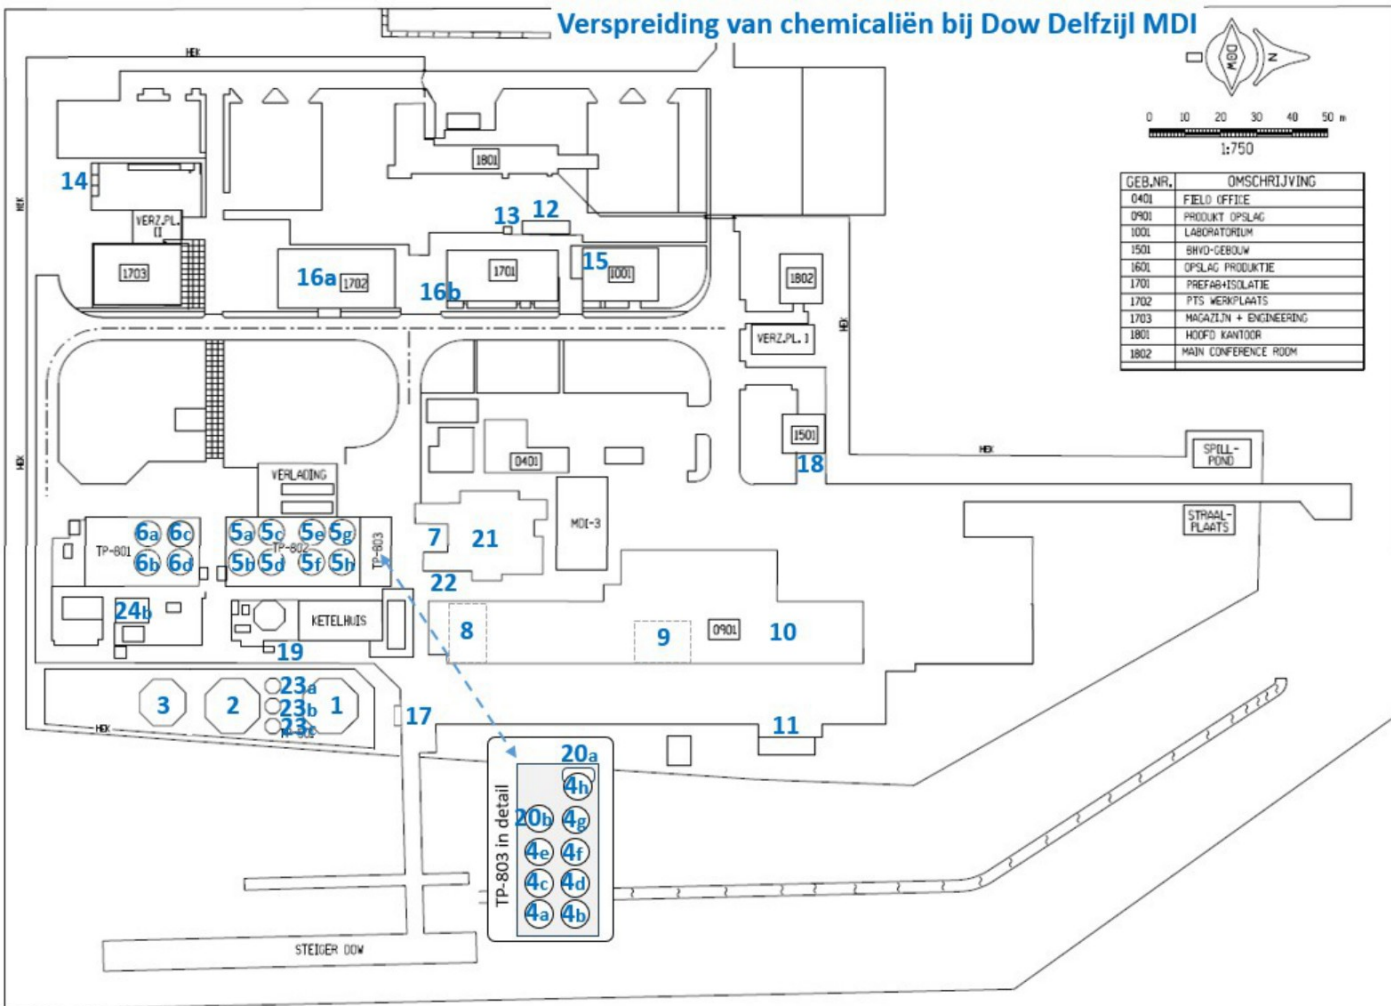 Verspreiding van chemicaliën bij Dow Delfzijl MDI
DOW
N
0 10 20 30 40 50 m
1:750
GEB.NR. OMSCHRIJVING
0401 FIELD OFFICE
0901 PRODUKT OPSLAG
1001 LABORATORIUM
1501 BHVD-GEBOUW
1601 OPSLAG PRODUKTIE
1701 PREFAB+ISOLATIE
1702 PTS WERKPLAATS
1703 MAGAZIJN + ENGINEERING
1801 HOOFD KANTOOR
1802 MAIN CONFERENCE ROOM
HEK
1801
14
HEK
VERZ.PL.
II
13
12
1703
16a
1702
16b
1701
15
1001
1802
HEK
VERZ.PL. I
1501
18
HEK
SPILL-
POND
STRAAL-
PLAATS
HEK
0401
VERLADING
MDI-3
TP-801
6a 6c
6b 6d
5a 5c 5e 5g
TP-802
5b 5d 5f 5h
TP-803
7
21
22
24b
KETELHUIS
19
8
9
0901
10
3
2
23a
23b
23c
1
17
HEK
11
TP-803 in detail
20a
4h
20b 4g
4e 4f
4c 4d
4a 4b
STEIGER DOW